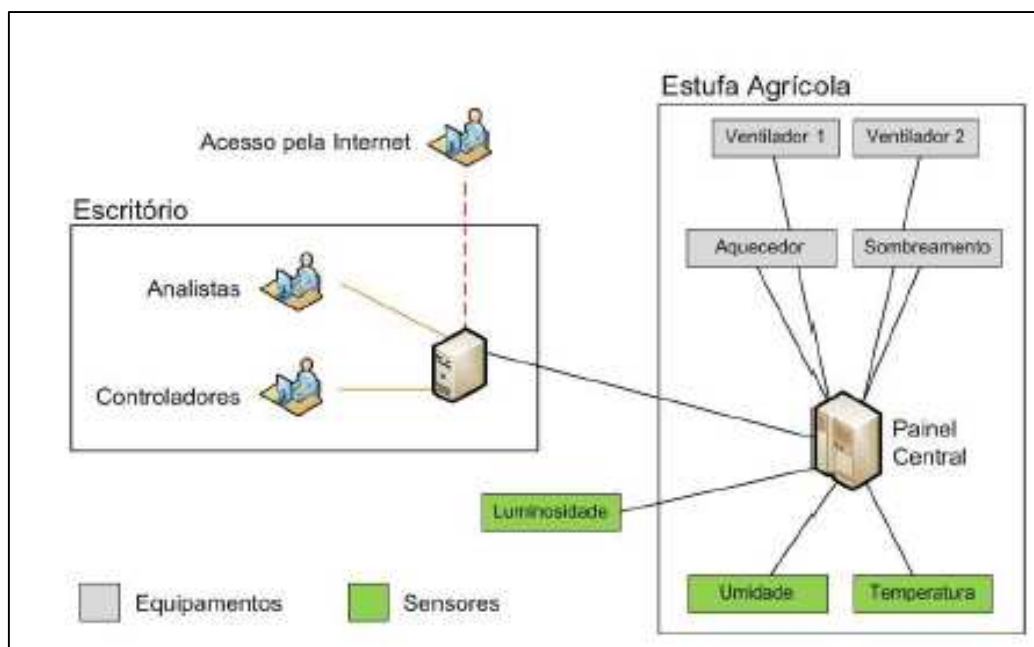 Estufa Agrícola
Ventilador 1
Ventilador 2
Acesso pela Internet
Escritório
Aquecedor
Sombreamento
Analistas
Controladores
Painel
Central
Luminosidade
Umidade
Temperatura
Equipamentos
Sensores